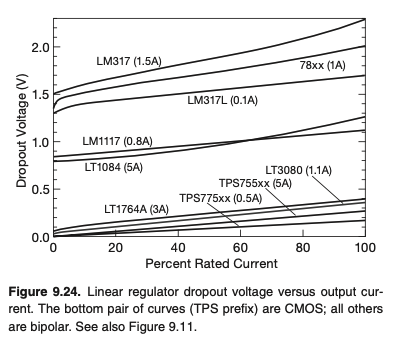 2.0
LM317 (1.5A)
78xx (1A)
1.5
LM317L (0.1A)
Dropout Voltage (V)
1.0
LM1117 (0.8A)
LT1084 (5A)
LT3080 (1.1A)
0.5
TPS755xx (5A)
TPS775xx (0.5A)
LT1764A (3A)
0.0
0 20 40 60 80 100
Percent Rated Current
Figure 9.24. Linear regulator dropout voltage versus output cur-
rent. The bottom pair of curves (TPS prefix) are CMOS; all others
are bipolar. See also Figure 9.11.